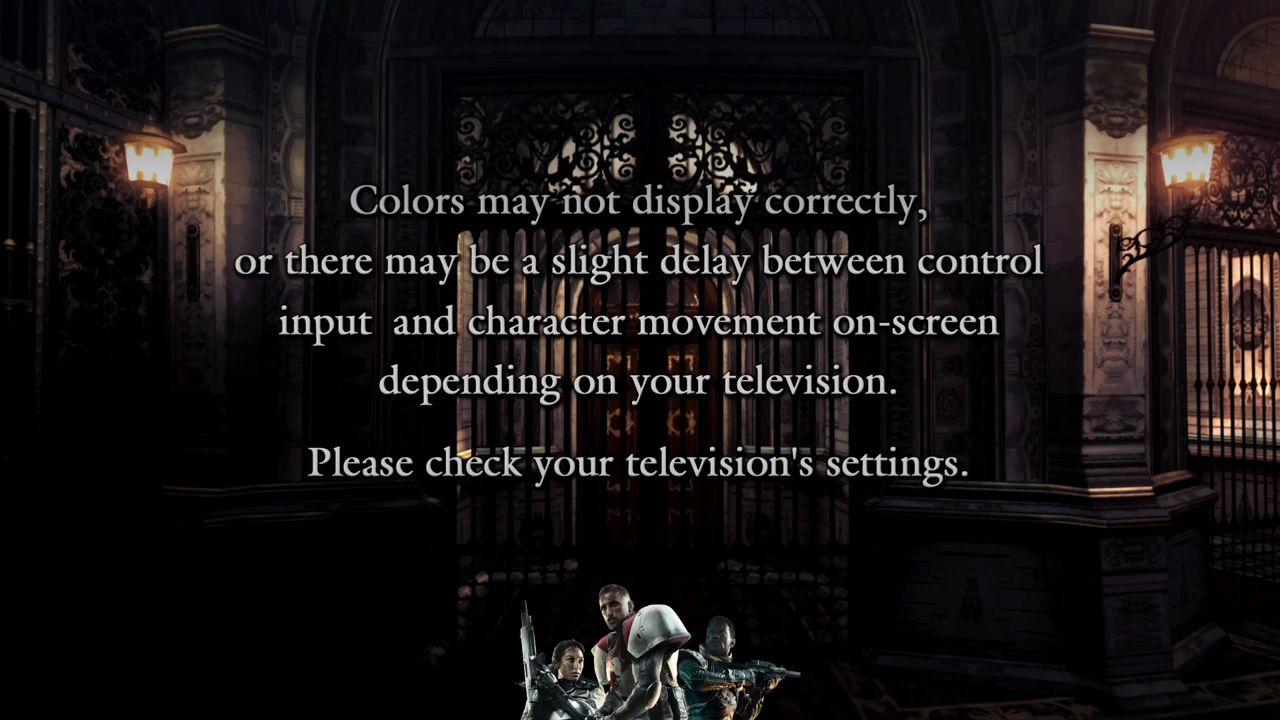 Colors may not display correctly,
or there may be a slight delay between control
input  and character movement on-screen
depending on your television.
Please check your television's settings.